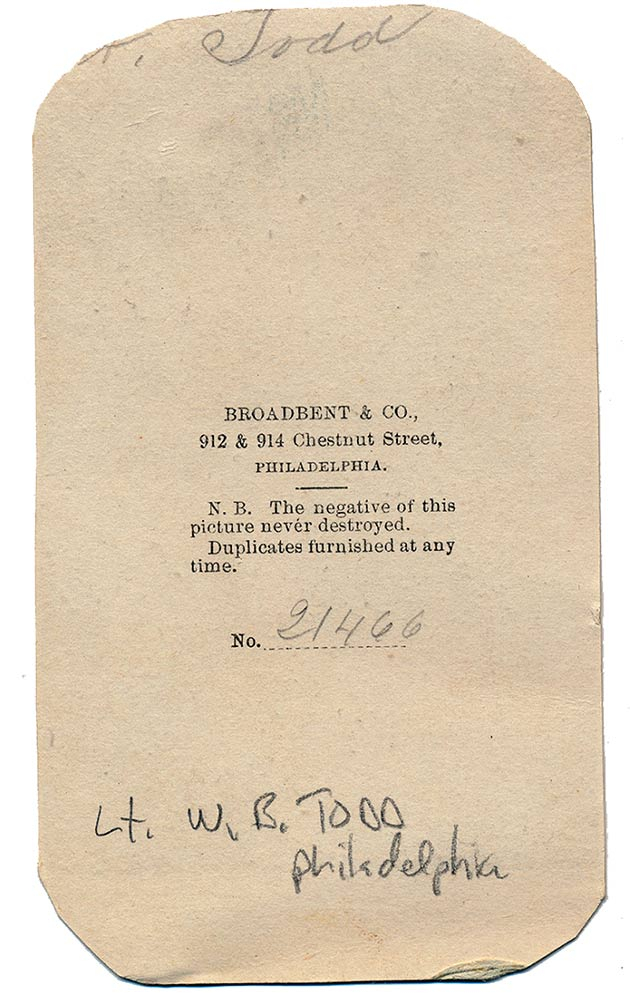 . Todd
BROADBENT & CO.,
912 & 914 Chestnut Street,
PHILADELPHIA.
N. B. The negative of this
picture never destroyed.
Duplicates furnished at any
time.
No. 21466
Lt. W. B. TODD
philadelphia